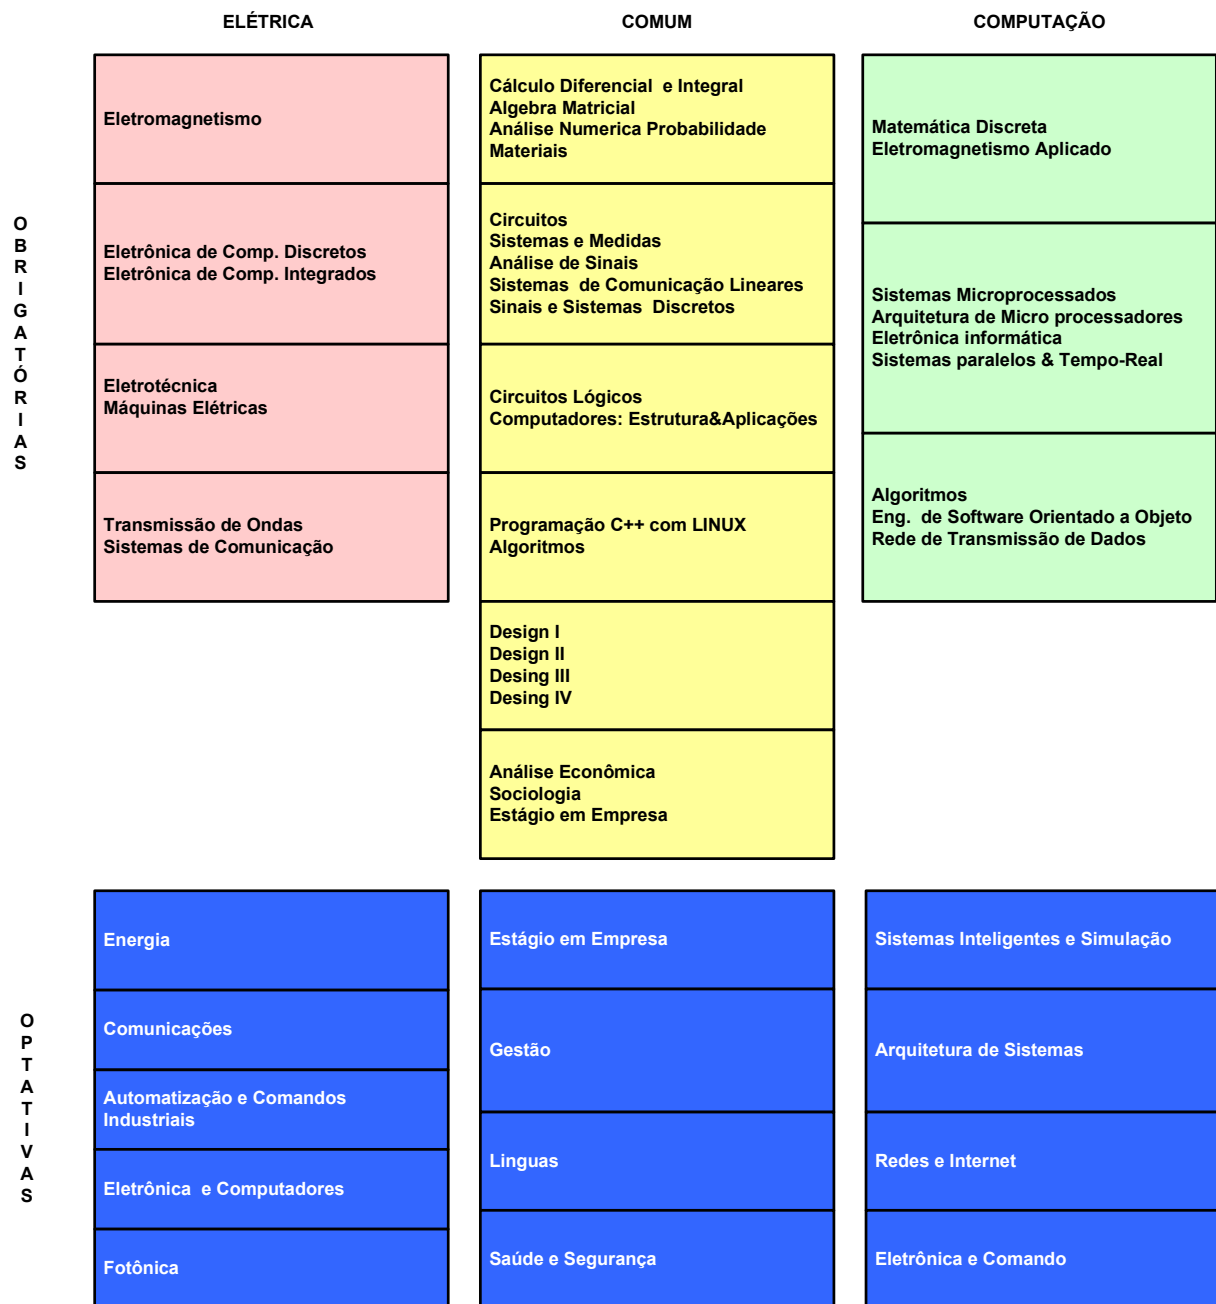 ELÉTRICA
COMUM
COMPUTAÇÃO
OBRIGATÓRIAS
Eletromagnetismo
Eletrônica de Comp. Discretos
Eletrônica de Comp. Integrados
Eletrotécnica
Máquinas Elétricas
Transmissão de Ondas
Sistemas de Comunicação
Cálculo Diferencial e Integral
Algebra Matricial
Análise Numerica Probabilidade
Materiais
Circuitos
Sistemas e Medidas
Análise de Sinais
Sistemas de Comunicação Lineares
Sinais e Sistemas Discretos
Circuitos Lógicos
Computadores: Estrutura&Aplicações
Programação C++ com LINUX
Algoritmos
Design I
Design II
Desing III
Desing IV
Análise Econômica
Sociologia
Estágio em Empresa
Matemática Discreta
Eletromagnetismo Aplicado
Sistemas Microprocessados
Arquitetura de Micro processadores
Eletrônica informática
Sistemas paralelos & Tempo-Real
Algoritmos
Eng. de Software Orientado a Objeto
Rede de Transmissão de Dados
OPTATIVAS
Energia
Comunicações
Automatização e Comandos
Industriais
Eletrônica e Computadores
Fotônica
Estágio em Empresa
Gestão
Linguas
Saúde e Segurança
Sistemas Inteligentes e Simulação
Arquitetura de Sistemas
Redes e Internet
Eletrônica e Comando